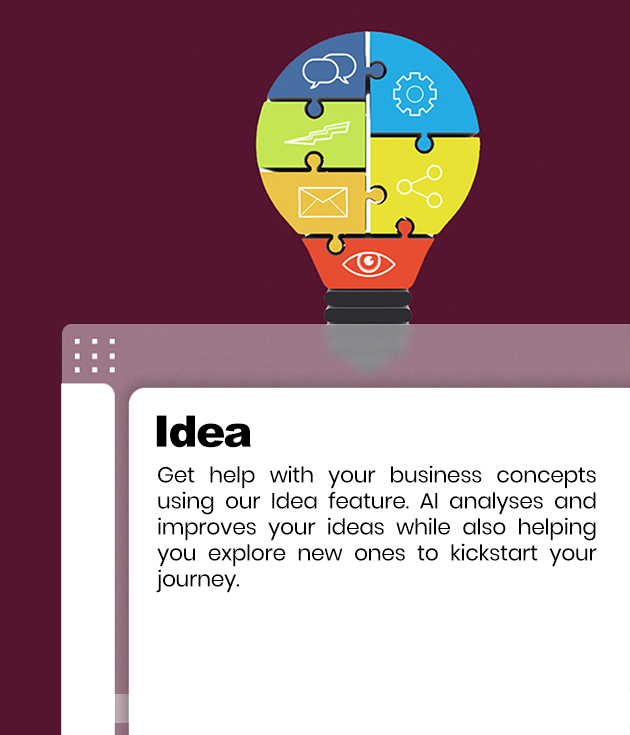 Idea
Get help with your business concepts
using our Idea feature. AI analyses and
improves your ideas while also helping
you explore new ones to kickstart your
journey.